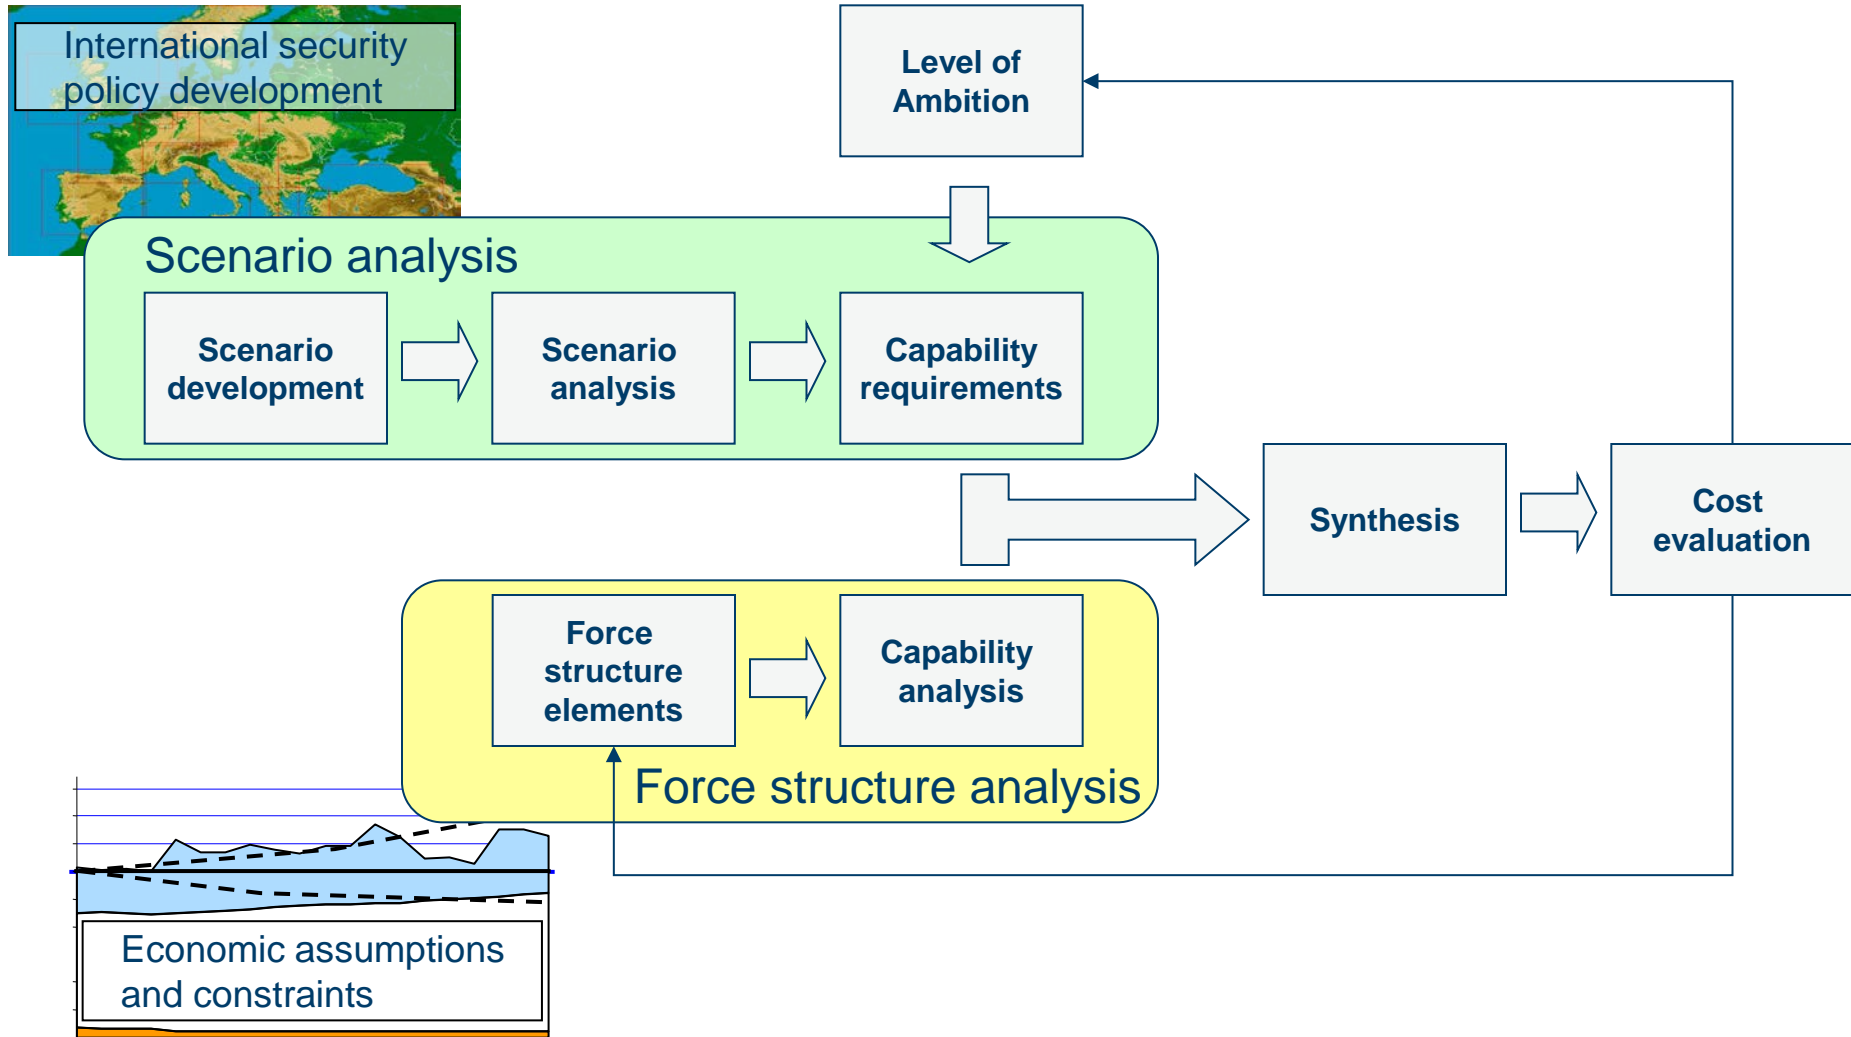 International security
policy development
Level of
Ambition
Scenario analysis
Scenario
development
Scenario
analysis
Capability
requirements
Synthesis
Cost
evaluation
Force
structure
elements
Capability
analysis
Force structure analysis
Economic assumptions
and constraints